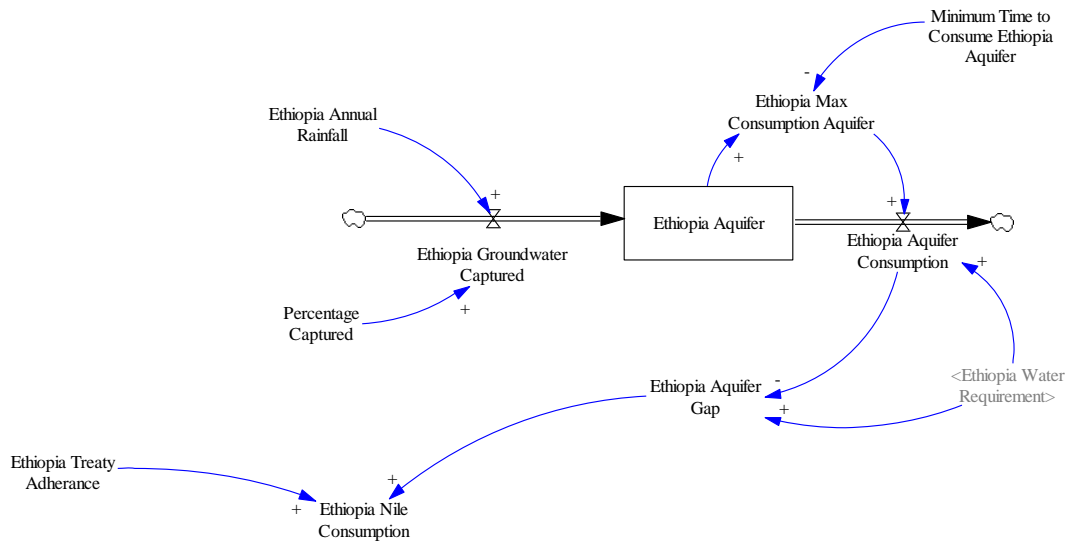 Minimum Time to
Consume Ethiopia
Aquifer
-
Ethiopia Max
Consumption Aquifer
+
Ethiopia Annual
Rainfall
+
+
Ethiopia Aquifer
Ethiopia Groundwater
Captured
Ethiopia Aquifer
Consumption
+
Percentage
Captured
+
<Ethiopia Water
Requirement>
Ethiopia Aquifer
Gap
-
+
Ethiopia Treaty
Adherance
+
+
Ethiopia Nile
Consumption